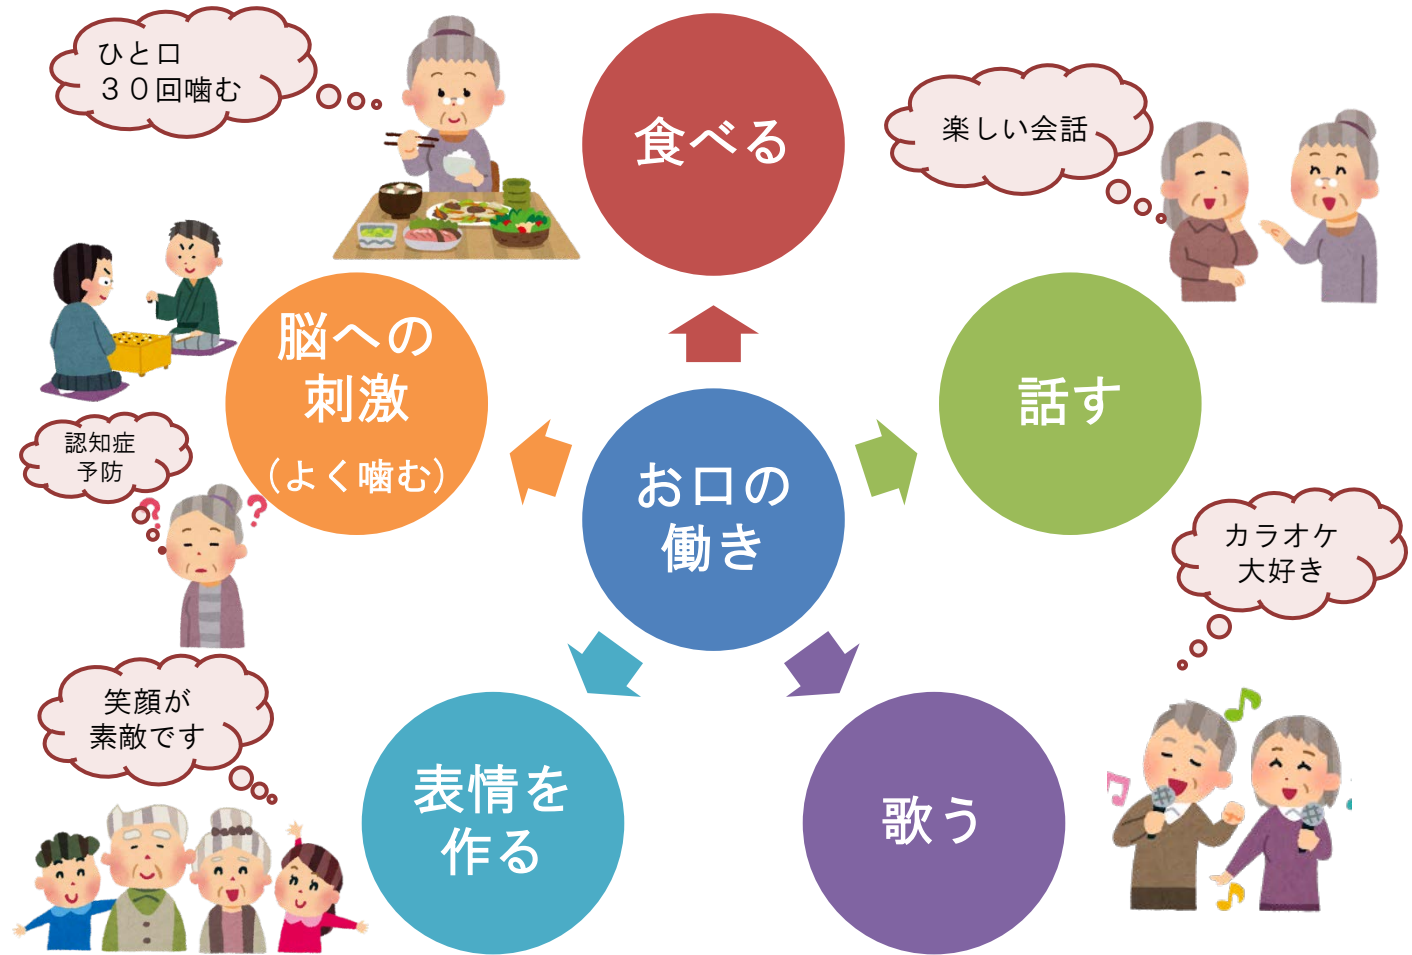 ひと口
３０回噛む
食べる
楽しい会話
脳への
刺激
（よく噛む）
話す
認知症
予防
お口の
働き
カラオケ
大好き
笑顔が
素敵です
表情を
作る
歌う